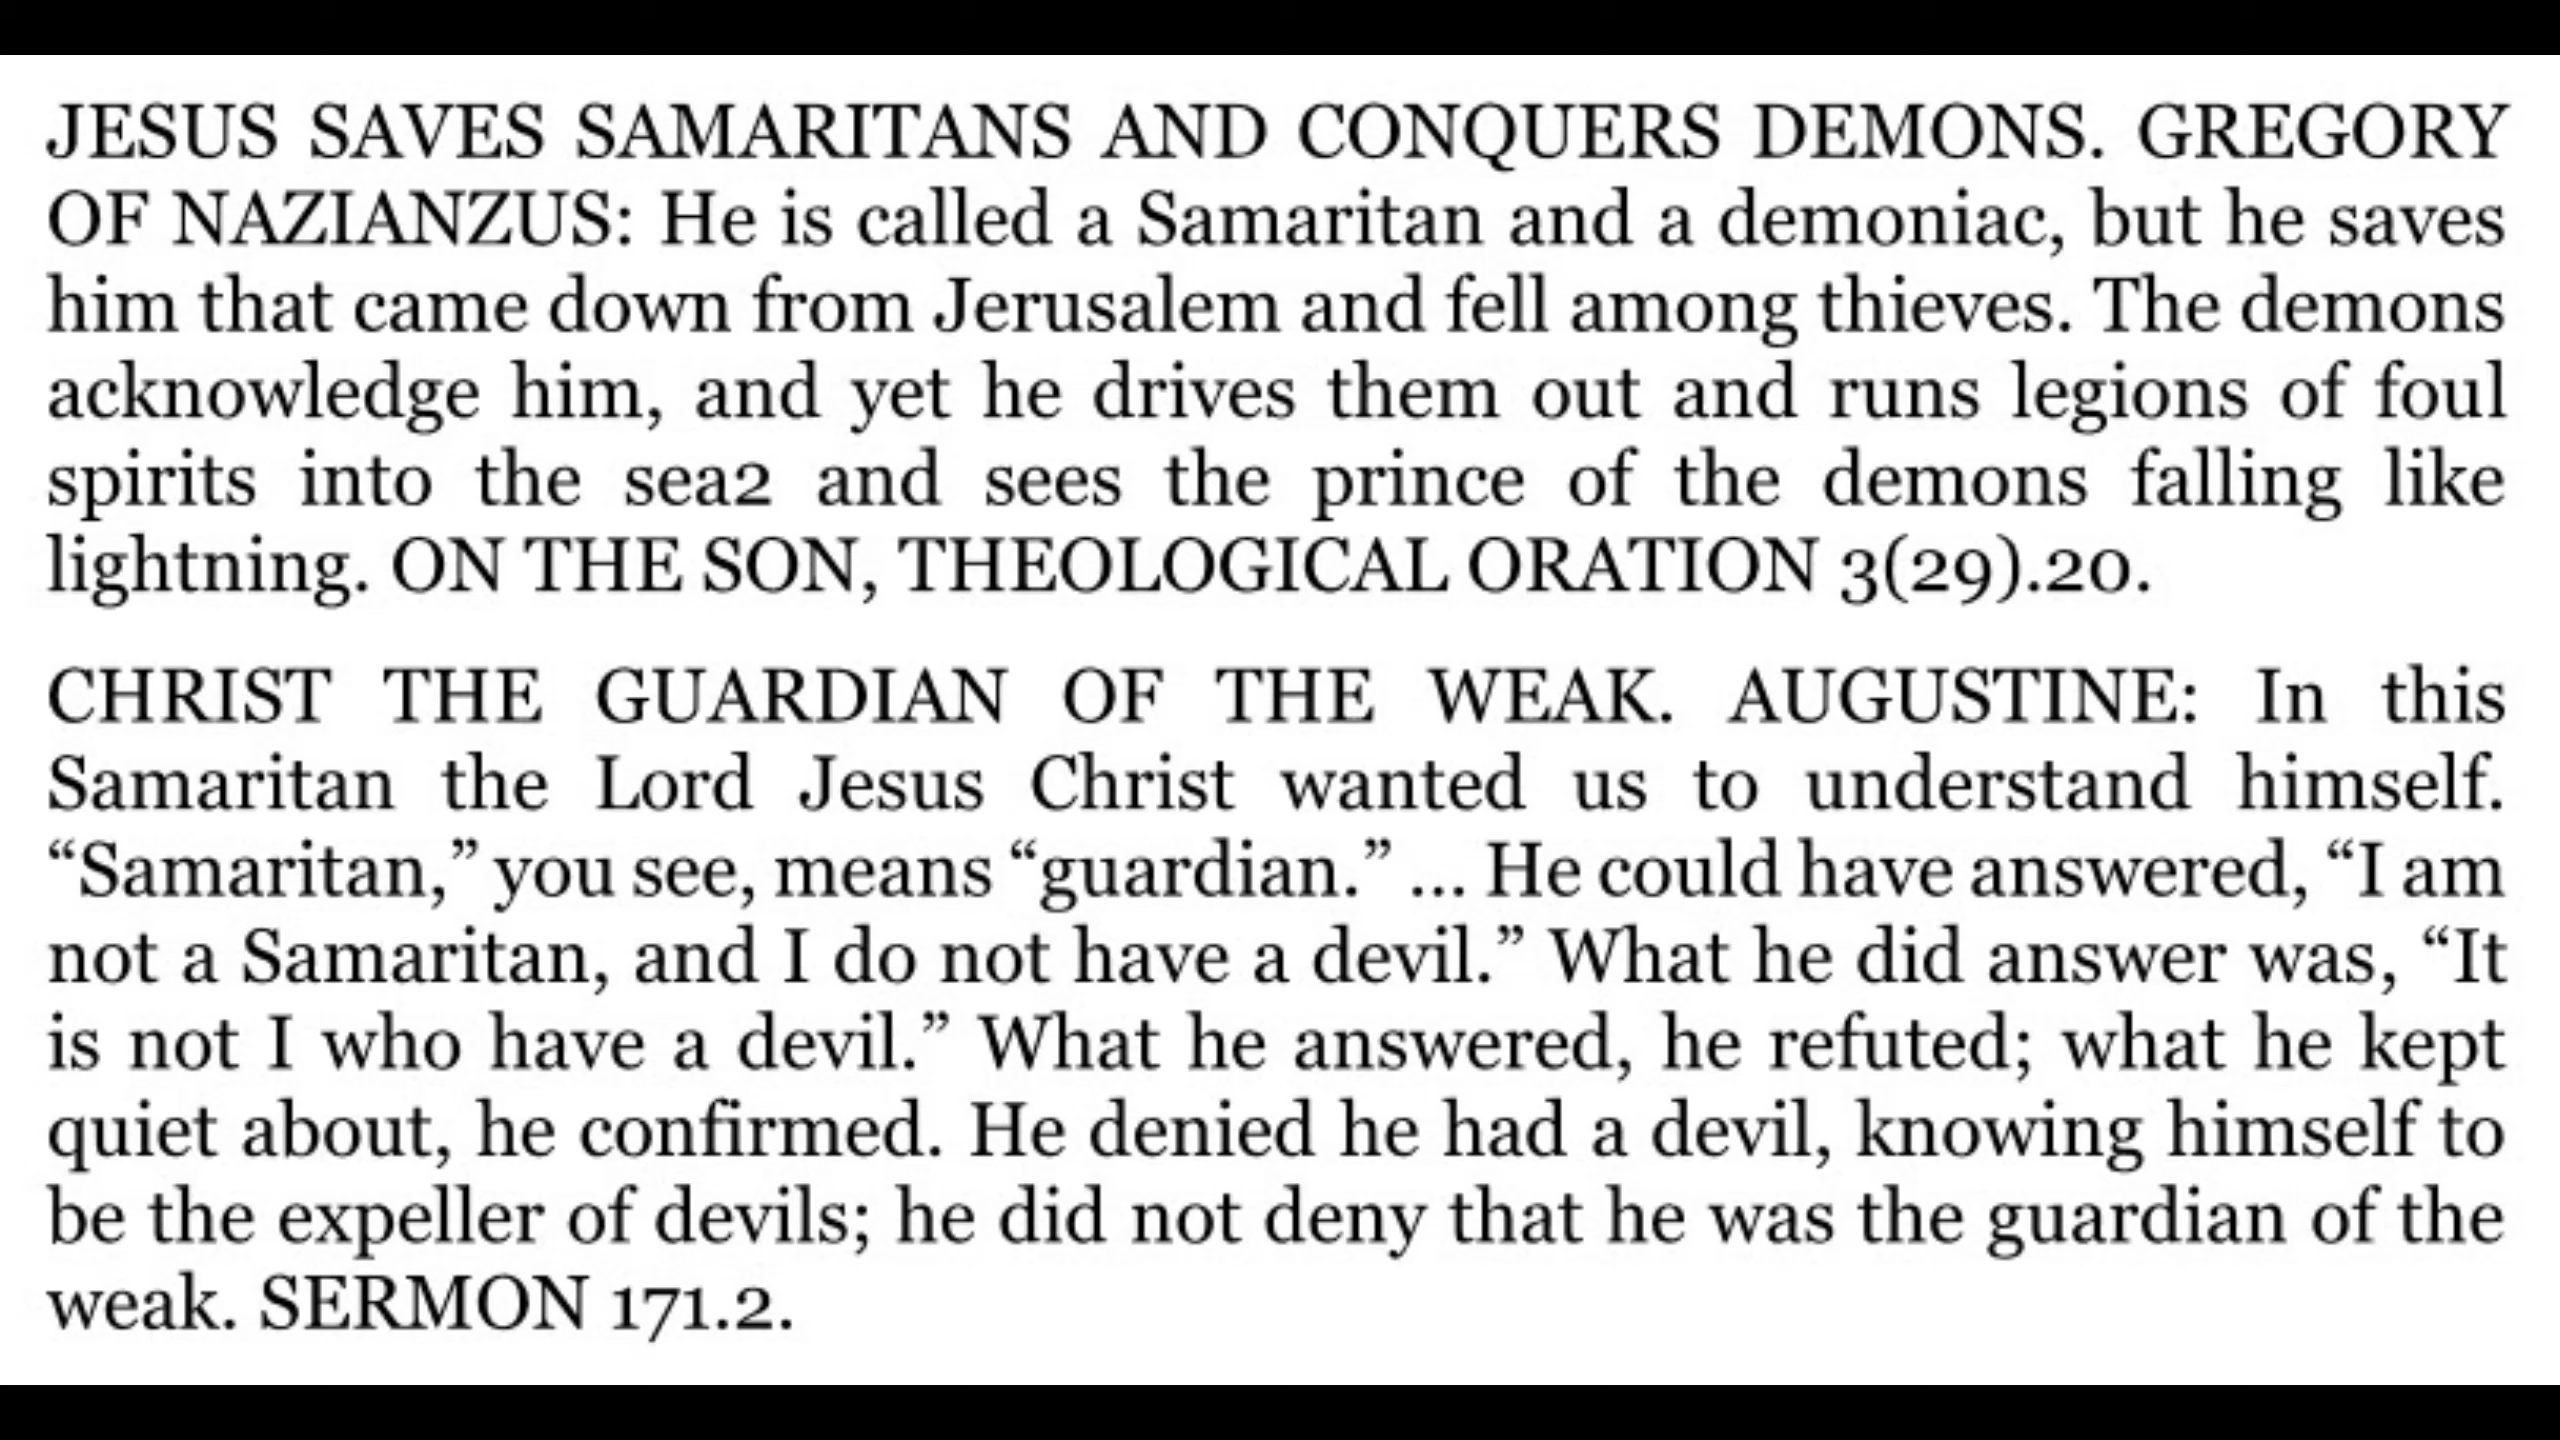 JESUS SAVES SAMARITANS AND CONQUERS DEMONS. GREGORY
OF NAZIANZUS: He is called a Samaritan and a demoniac, but he saves
him that came down from Jerusalem and fell among thieves. The demons
acknowledge him, and yet he drives them out and runs legions of foul
spirits into the sea2 and sees the prince of the demons falling like
lightning. ON THE SON, THEOLOGICAL ORATION 3(29).20.
CHRIST THE GUARDIAN OF THE WEAK. AUGUSTINE: In this
Samaritan the Lord Jesus Christ wanted us to understand himself.
“Samaritan,” you see, means “guardian.” ... He could have answered, “I am
not a Samaritan, and I do not have a devil.” What he did answer was, “It
is not I who have a devil.” What he answered, he refuted; what he kept
quiet about, he confirmed. He denied he had a devil, knowing himself to
be the expeller of devils; he did not deny that he was the guardian of the
weak. SERMON 171.2.